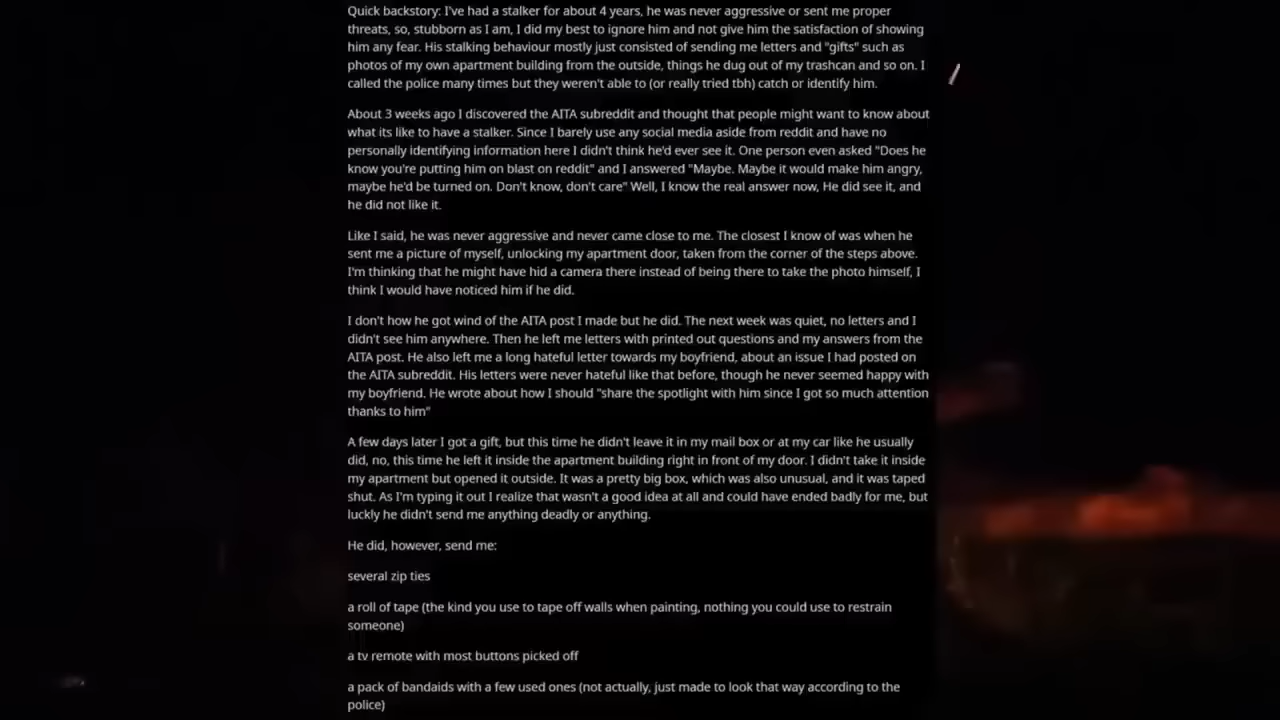 Quick backstory: I've had a stalker for about 4 years, he was never aggressive or sent me proper
threats, so, stubborn as I am, I did my best to ignore him and not give him the satisfaction of showing
him any fear. His stalking behaviour mostly just consisted of sending me letters and "gifts" such as
photos of my own apartment building from the outside, things he dug out of my trashcan and so on. I
called the police many times but they weren't able to (or really tried tbh) catch or identify him.
About 3 weeks ago I discovered the AITA subreddit and thought that people might want to know about
what its like to have a stalker. Since I barely use any social media aside from reddit and have no
personally identifying information here I didn't think he'd ever see it. One person even asked "Does he
know you're putting him on blast on reddit" and I answered "Maybe. Maybe it would make him angry,
maybe he'd be turned on. Don't know, don't care" Well, I know the real answer now, He did see it, and
he did not like it.
Like I said, he was never aggressive and never came close to me. The closest I know of was when he
sent me a picture of myself, unlocking my apartment door, taken from the corner of the steps above.
I'm thinking that he might have hid a camera there instead of being there to take the photo himself, I
think I would have noticed him if he did.
I don't how he got wind of the AITA post I made but he did. The next week was quiet, no letters and I
didn't see him anywhere. Then he left me letters with printed out questions and my answers from the
AITA post. He also left me a long hateful letter towards my boyfriend, about an issue I had posted on
the AITA subreddit. His letters were never hateful like that before, though he never seemed happy with
my boyfriend. He wrote about how I should "share the spotlight with him since I got so much attention
thanks to him"
A few days later I got a gift, but this time he didn't leave it in my mail box or at my car like he usually
did, no, this time he left it inside the apartment building right in front of my door. I didn't take it inside
my apartment but opened it outside. It was a pretty big box, which was also unusual, and it was taped
shut. As I'm typing it out I realize that wasn't a good idea at all and could have ended badly for me, but
luckly he didn't send me anything deadly or anything.
He did, however, send me:
several zip ties
a roll of tape (the kind you use to tape off walls when painting, nothing you could use to restrain
someone)
a tv remote with most buttons picked off
a pack of bandaids with a few used ones (not actually, just made to look that way according to the
police)